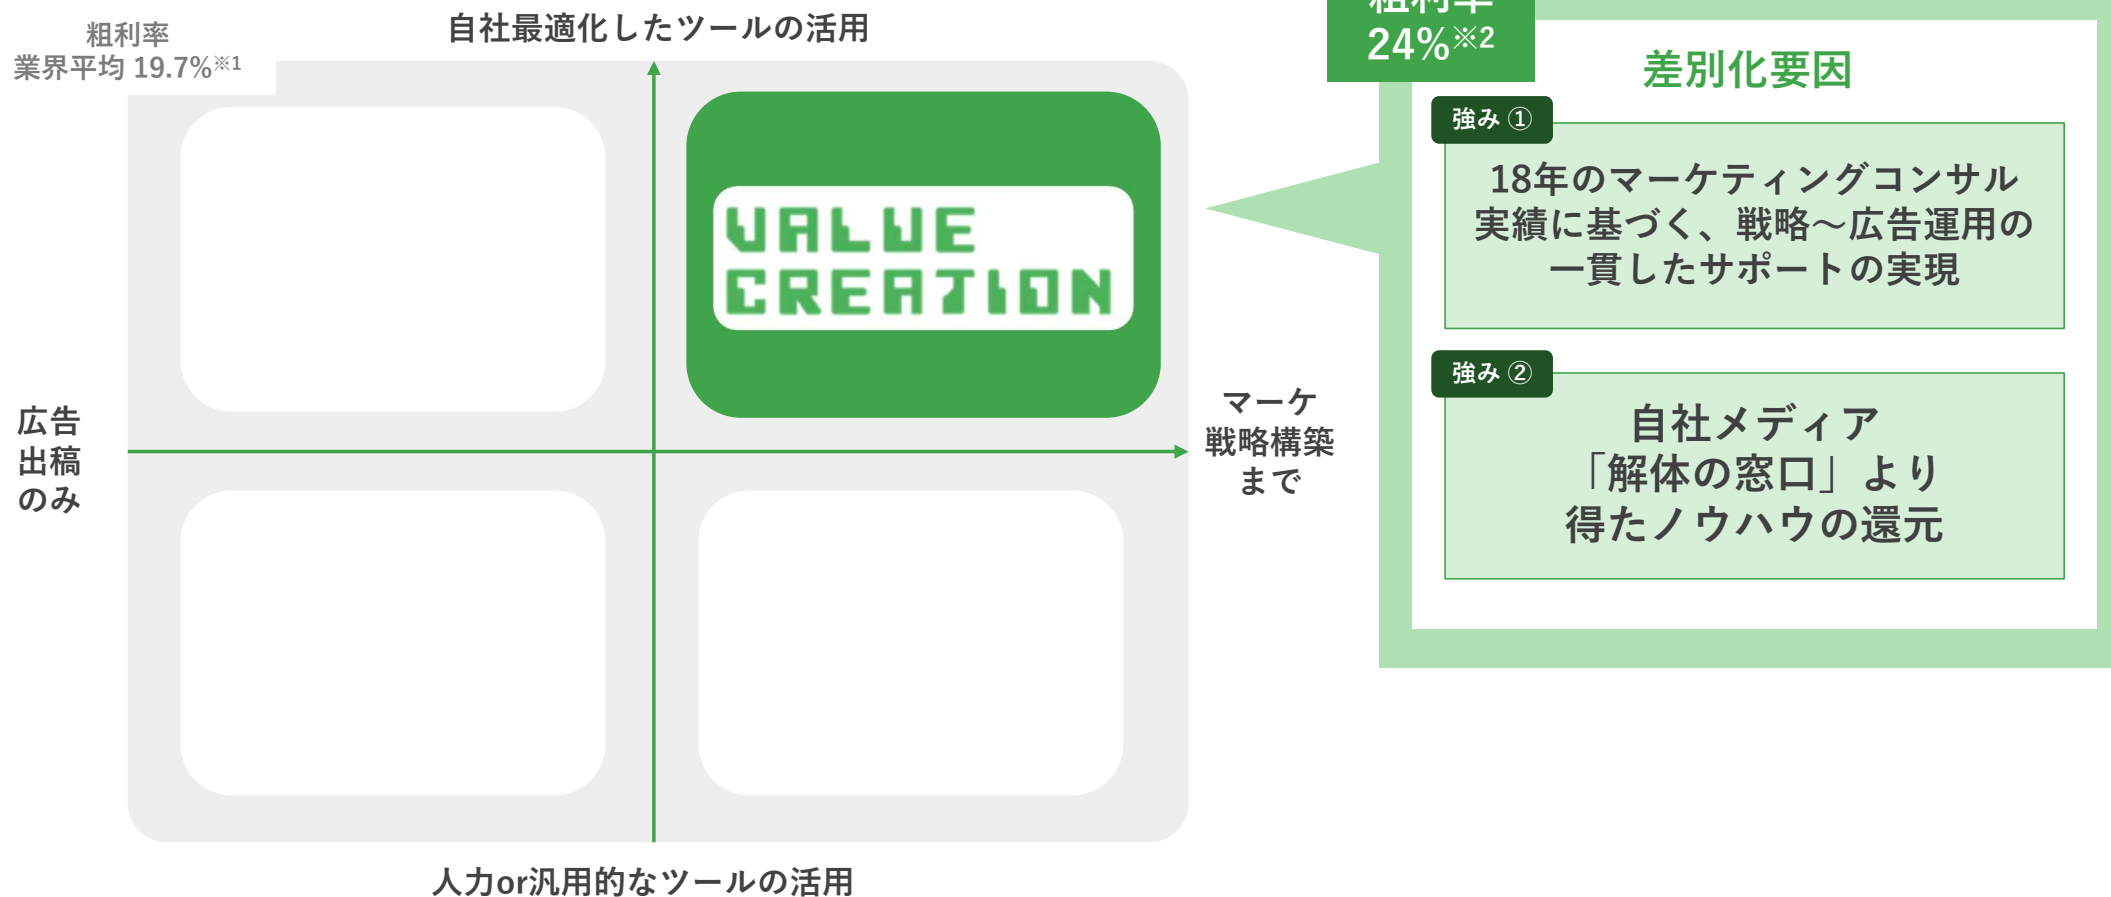 自社最適化したツールの活用
粗利率
業界平均 19.7%※1
VALUE
CREATION
広告
出稿
のみ
マーケ
戦略構築
まで
人力or汎用的なツールの活用
粗利率
24%※2
差別化要因
強み ①
18年のマーケティングコンサル
実績に基づく、戦略～広告運用の
一貫したサポートの実現
強み ②
自社メディア
「解体の窓口」より
得たノウハウの還元